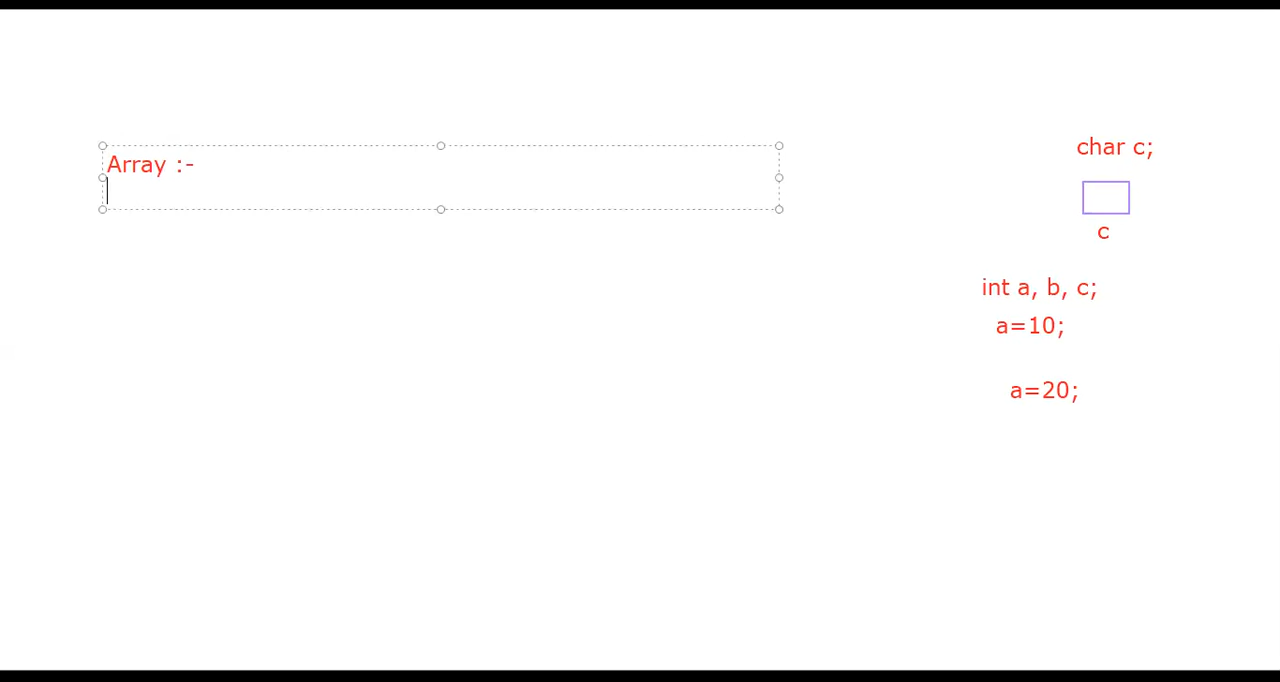 Array :-
char c;
c
int a, b, c;
a=10;
a=20;